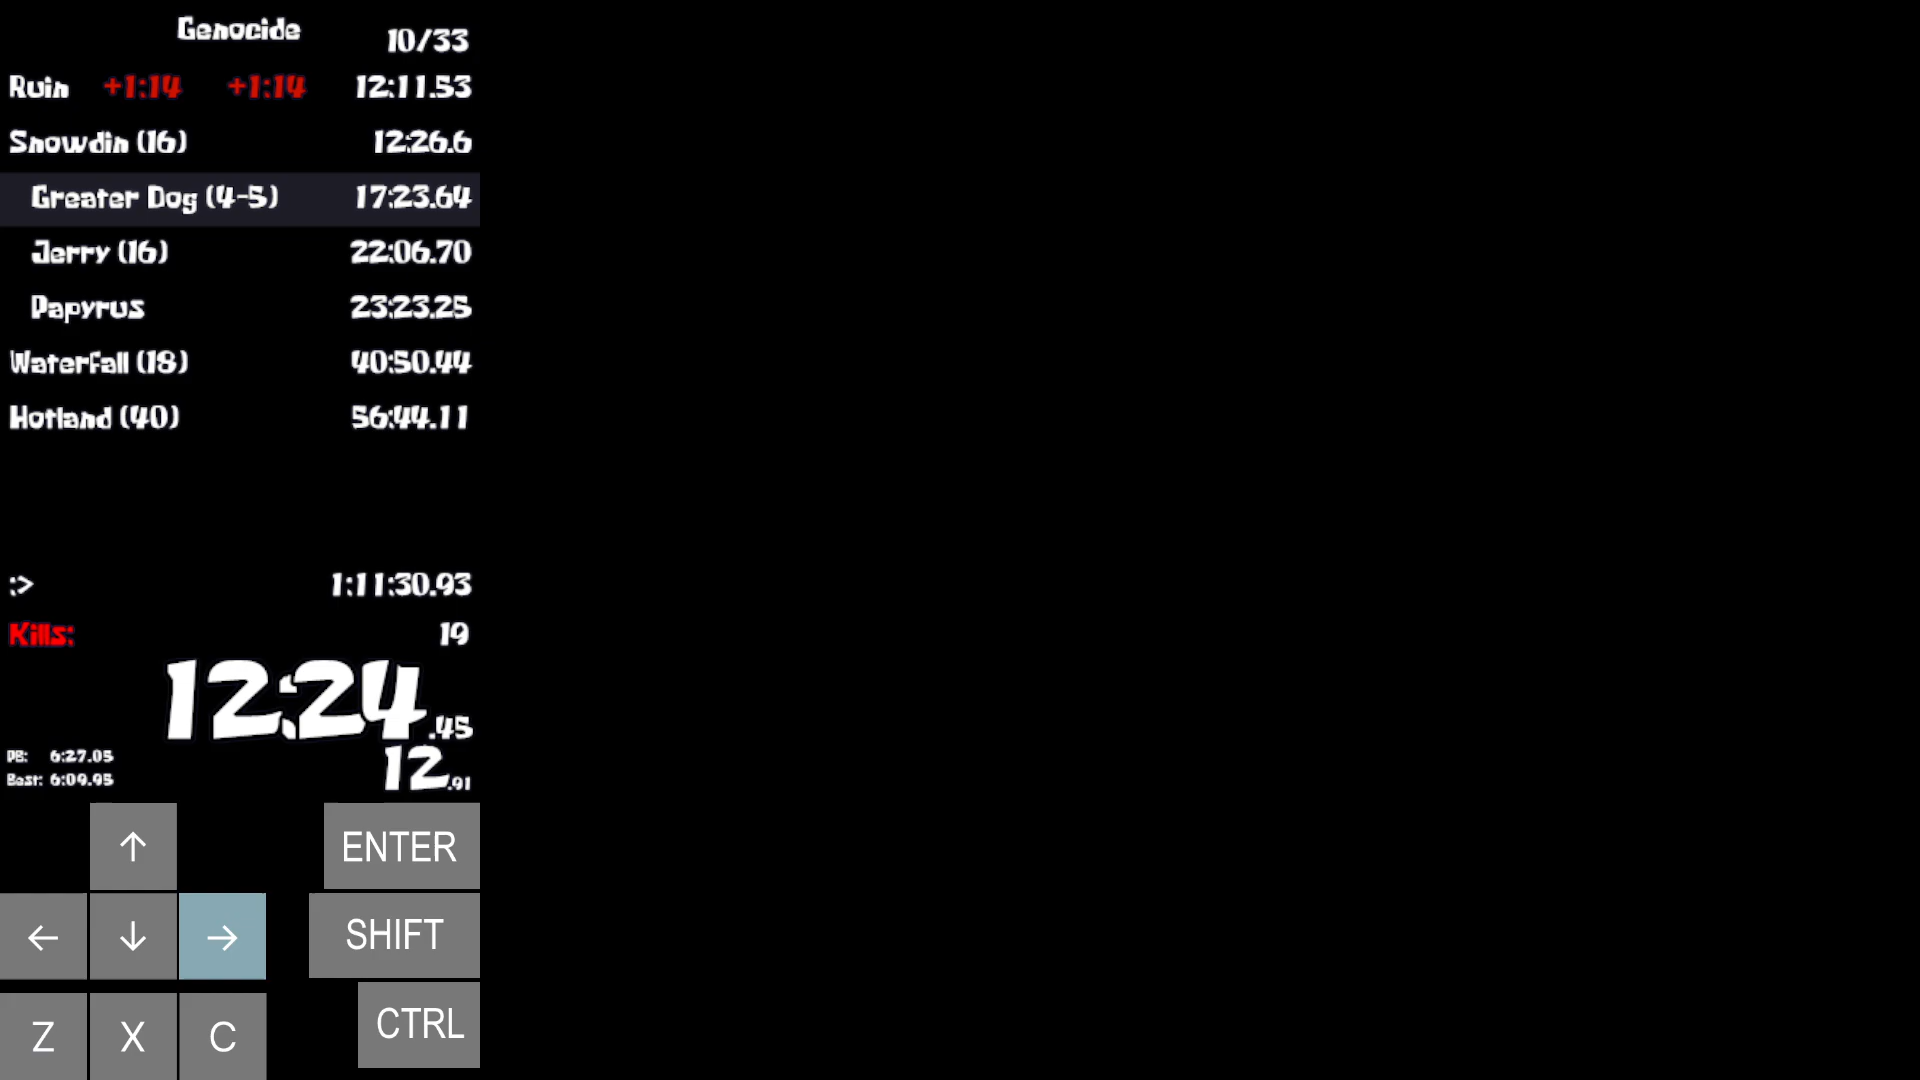 Genocide
10/33
Ruin +1:14 +1:14 12:11.53
Snowdin (16) 12:26.6
Greater Dog (4-5) 17:23.64
Jerry (16) 22:06.70
Papyrus 23:23.25
Waterfall (18) 40:50.44
Hotland (40) 56:44.11
:> 1:11:30.93
Kills: 19
12:24.45
PB: 6:27.05
12.91
Best: 6:09.95
↑ ENTER
← ↓ → SHIFT
Z X C CTRL